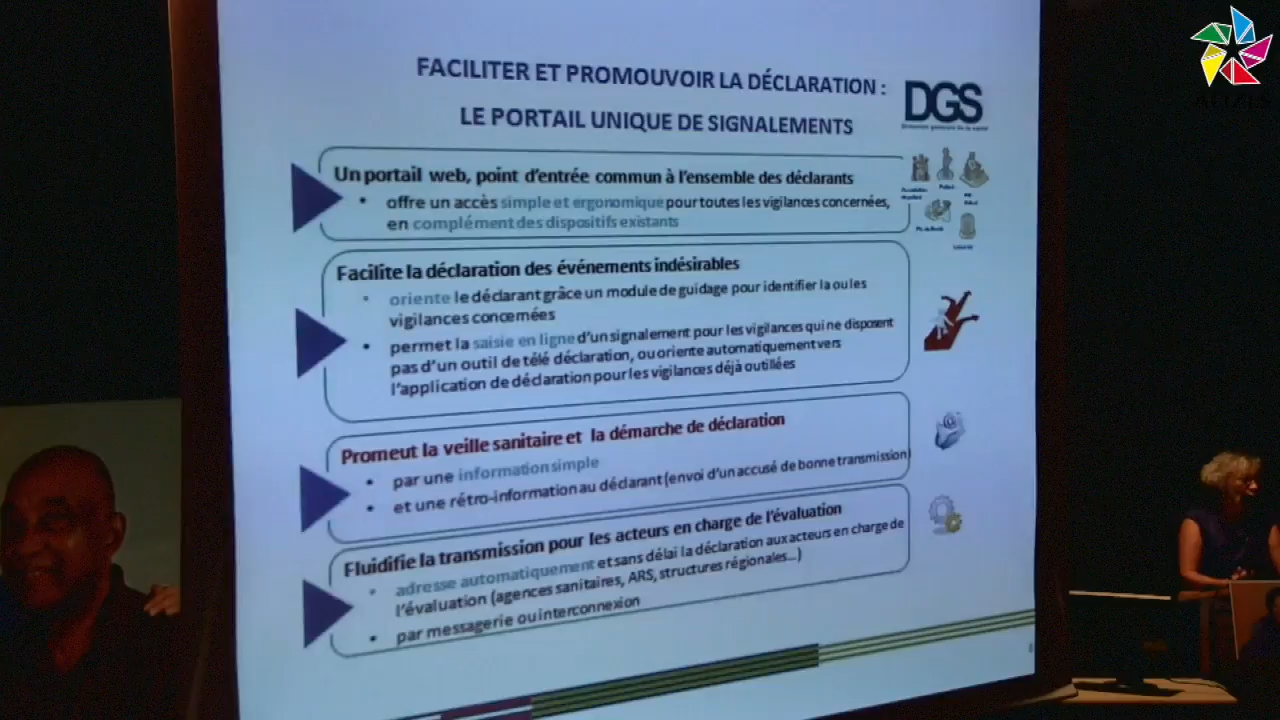 FACILITER ET PROMOUVOIR LA DÉCLARATION :
LE PORTAIL UNIQUE DE SIGNALEMENTS
DGS
Un portail web, point d'entrée commun à l'ensemble des déclarants
• offre un accès simple et ergonomique pour toutes les vigilances concernées,
en complément des dispositifs existants
Facilite la déclaration des événements indésirables
• oriente le déclarant grâce un module de guidage pour identifier la ou les
vigilances concernées
• permet la saisie en ligne d'un signalement pour les vigilances qui ne disposent
pas d'un outil de télé déclaration, ou oriente automatiquement vers
l'application de déclaration pour les vigilances déjà outillées
Promeut la veille sanitaire et la démarche de déclaration
• par une information simple
• et une rétro-information au déclarant (envoi d'un accusé de bonne transmission)
Fluidifie la transmission pour les acteurs en charge de l'évaluation
• adresse automatiquement et sans délai la déclaration aux acteurs en charge de
l'évaluation (agences sanitaires, ARS, structures régionales...)
• par messagerie ou interconnexion